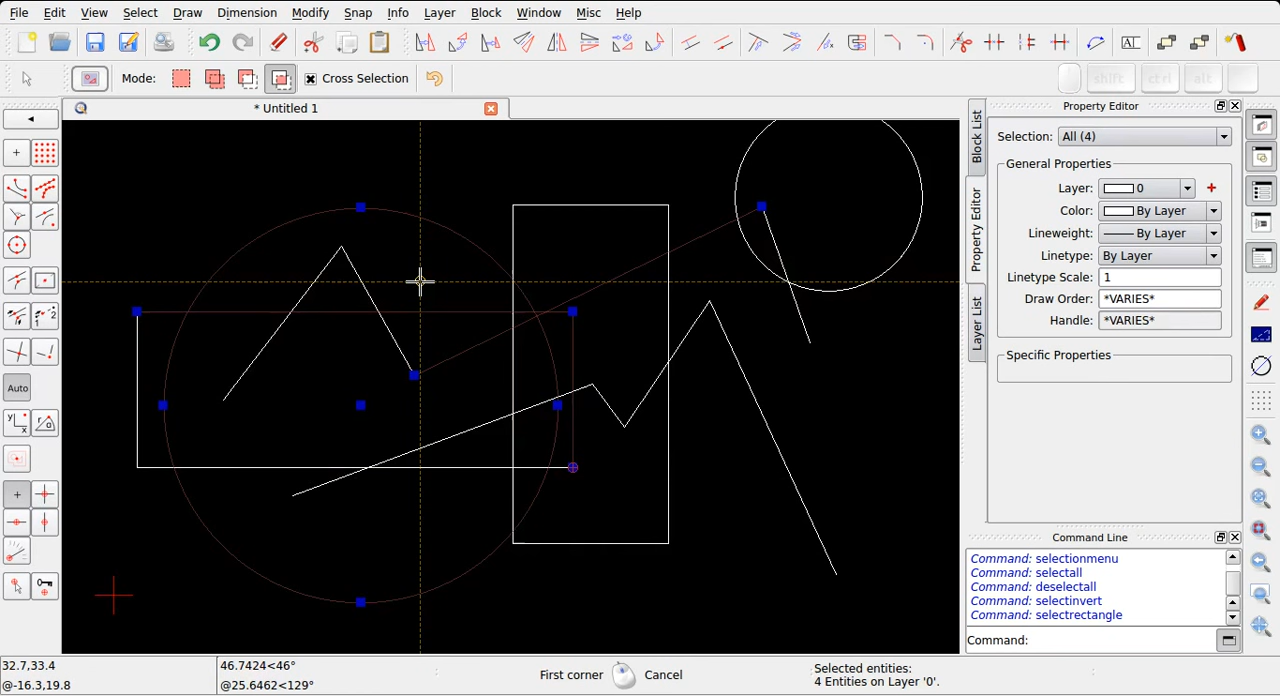 File Edit View Select Draw Dimension Modify Snap Info Layer Block Window Misc Help
Mode: Cross Selection shift ctrl alt
* Untitled 1
Block List
Property Editor
Layer List
Property Editor
Selection: All (4)
General Properties
Layer: 0
Color: By Layer
Lineweight: By Layer
Linetype: By Layer
Linetype Scale: 1
Draw Order: *VARIES*
Handle: *VARIES*
Specific Properties
Auto
Command Line
Command: selectionmenu
Command: selectall
Command: deselectall
Command: selectinvert
Command: selectrectangle
Command:
32.7,33.4
@-16.3,19.8
46.7424<46°
@25.6462<129°
First corner Cancel
Selected entities:
4 Entities on Layer '0'.